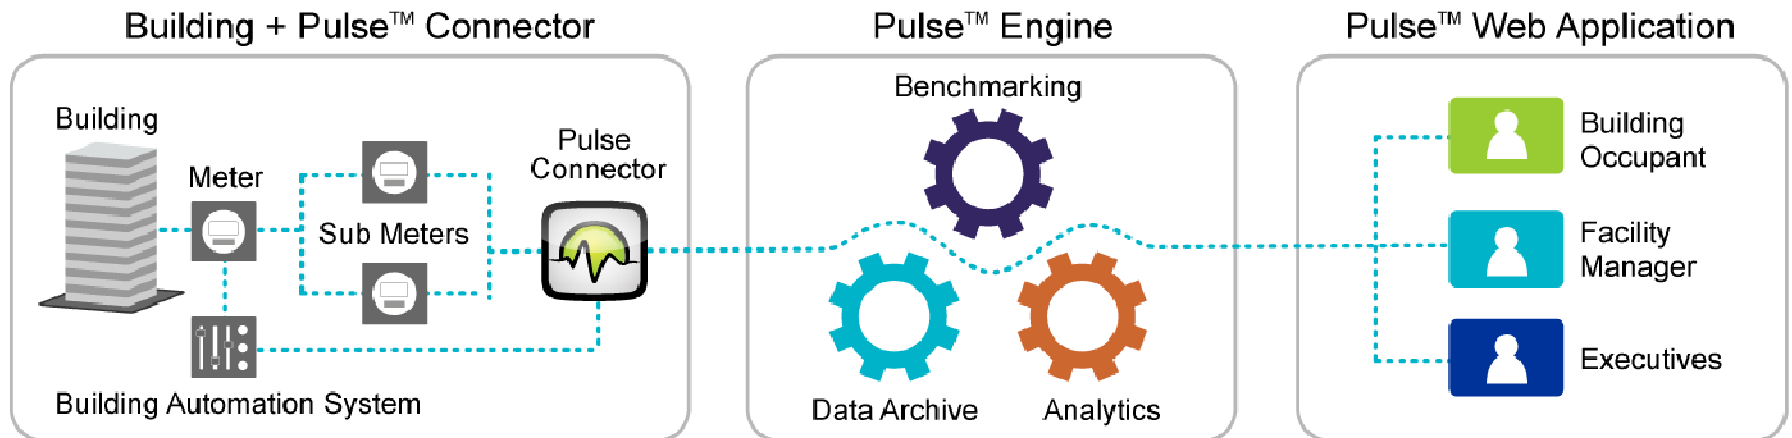 Building + Pulse™ Connector
Pulse™ Engine
Pulse™ Web Application
Building
Meter
Sub Meters
Pulse
Connector
Building Automation System
Benchmarking
Data Archive
Analytics
Building
Occupant
Facility
Manager
Executives